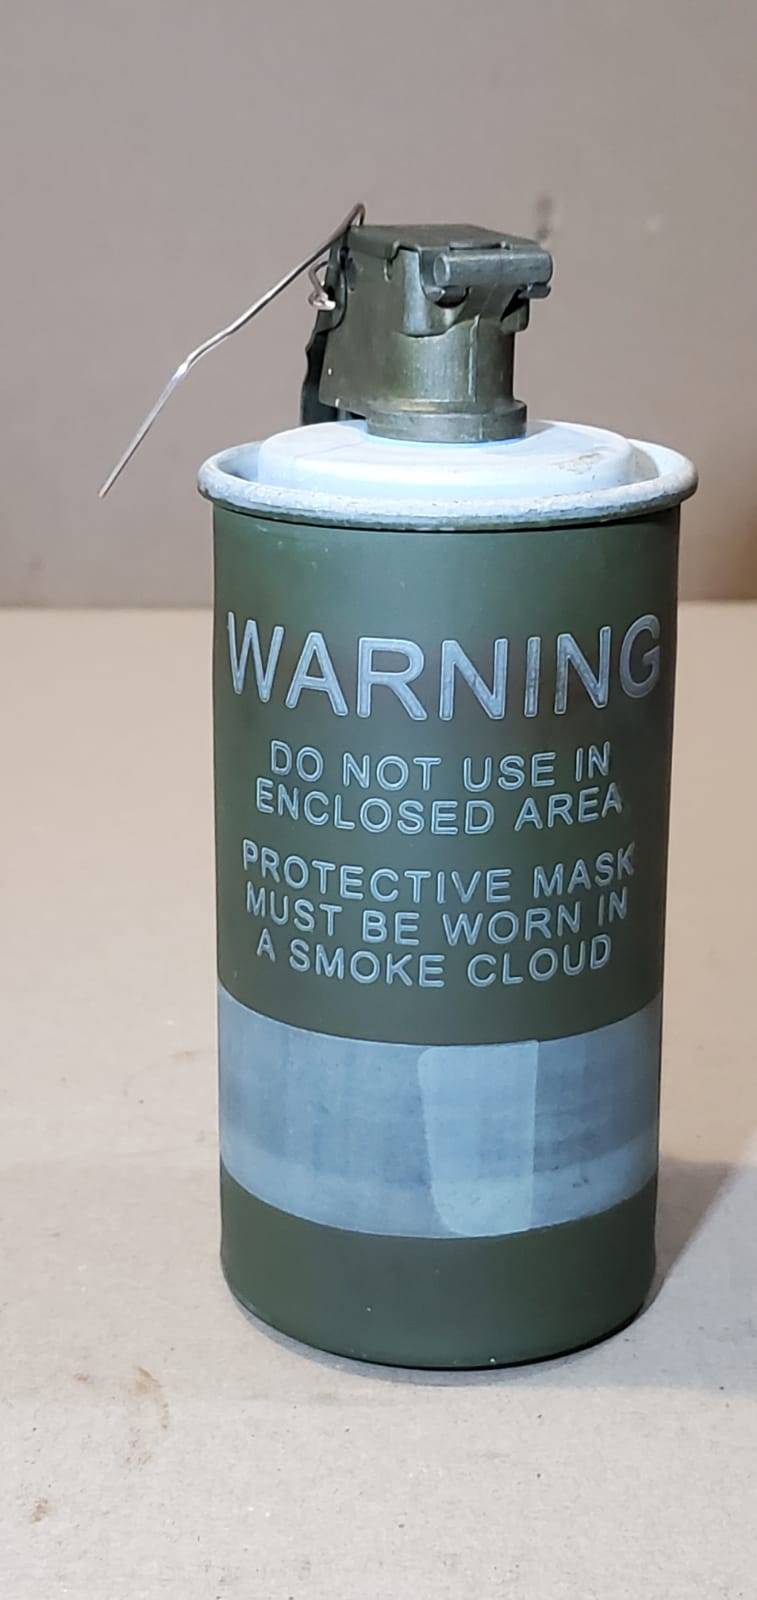 WARNING
DO NOT USE IN
ENCLOSED AREA
PROTECTIVE MASK
MUST BE WORN IN
A SMOKE CLOUD